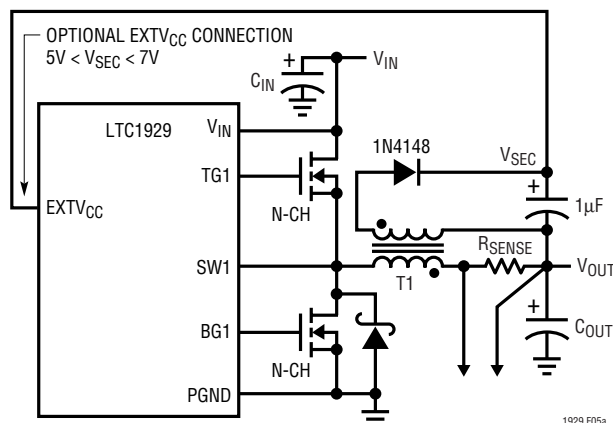 OPTIONAL EXTVCC CONNECTION
5V < VSEC < 7V
+
CIN
VIN
LTC1929
VIN
TG1
N-CH
1N4148
VSEC
+
1μF
EXTVCC
RSENSE
SW1
T1
VOUT
+
COUT
BG1
N-CH
PGND
1929 F05a